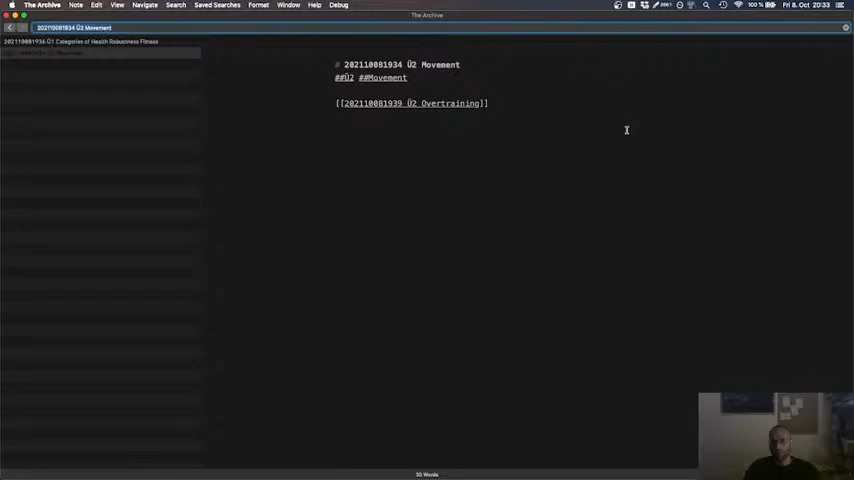 The Archive Note Edit View Navigate Search Saved Searches Format Window Help Debug 100 % Fri 8. Oct 20:33
The Archive
202110081934 Ü2 Movement
202110081936 Ü1 Categories of Health Robustness Fitness
# 202110081934 Ü2 Movement
##Ü2 ##Movement
[[202110081939 Ü2 Overtraining]]
50 Words